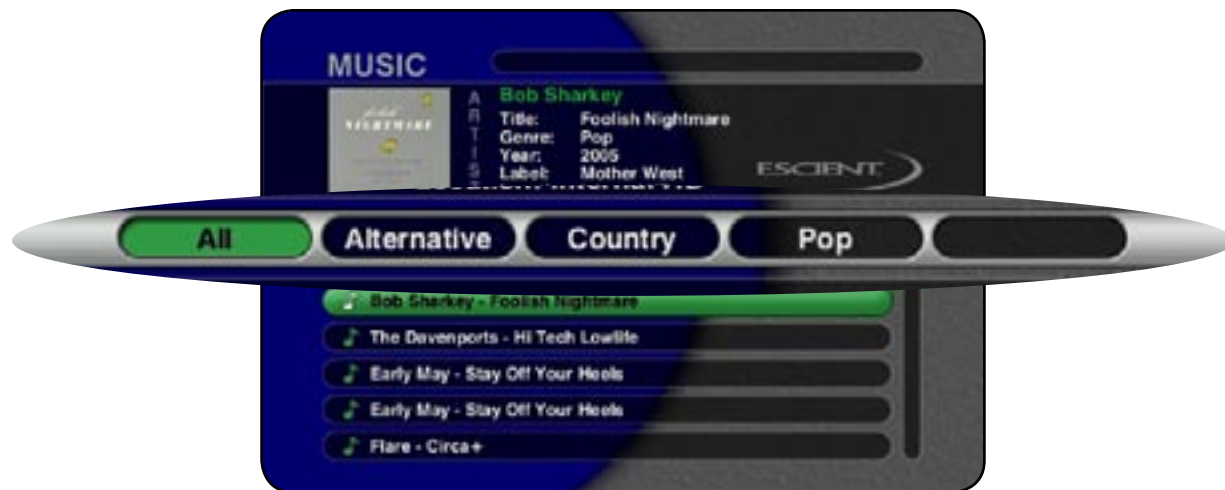 MUSIC
ARTIST
Bob Sharkey
Title: Foolish Nightmare
Genre: Pop
Year: 2005
Label: Mother West
NIGHTMARE
ESCIENT
All
Alternative
Country
Pop
Bob Sharkey - Foolish Nightmare
The Davenports - Hi Tech Lowlife
Early May - Stay Off Your Heels
Early May - Stay Off Your Heels
Flare - Circa+